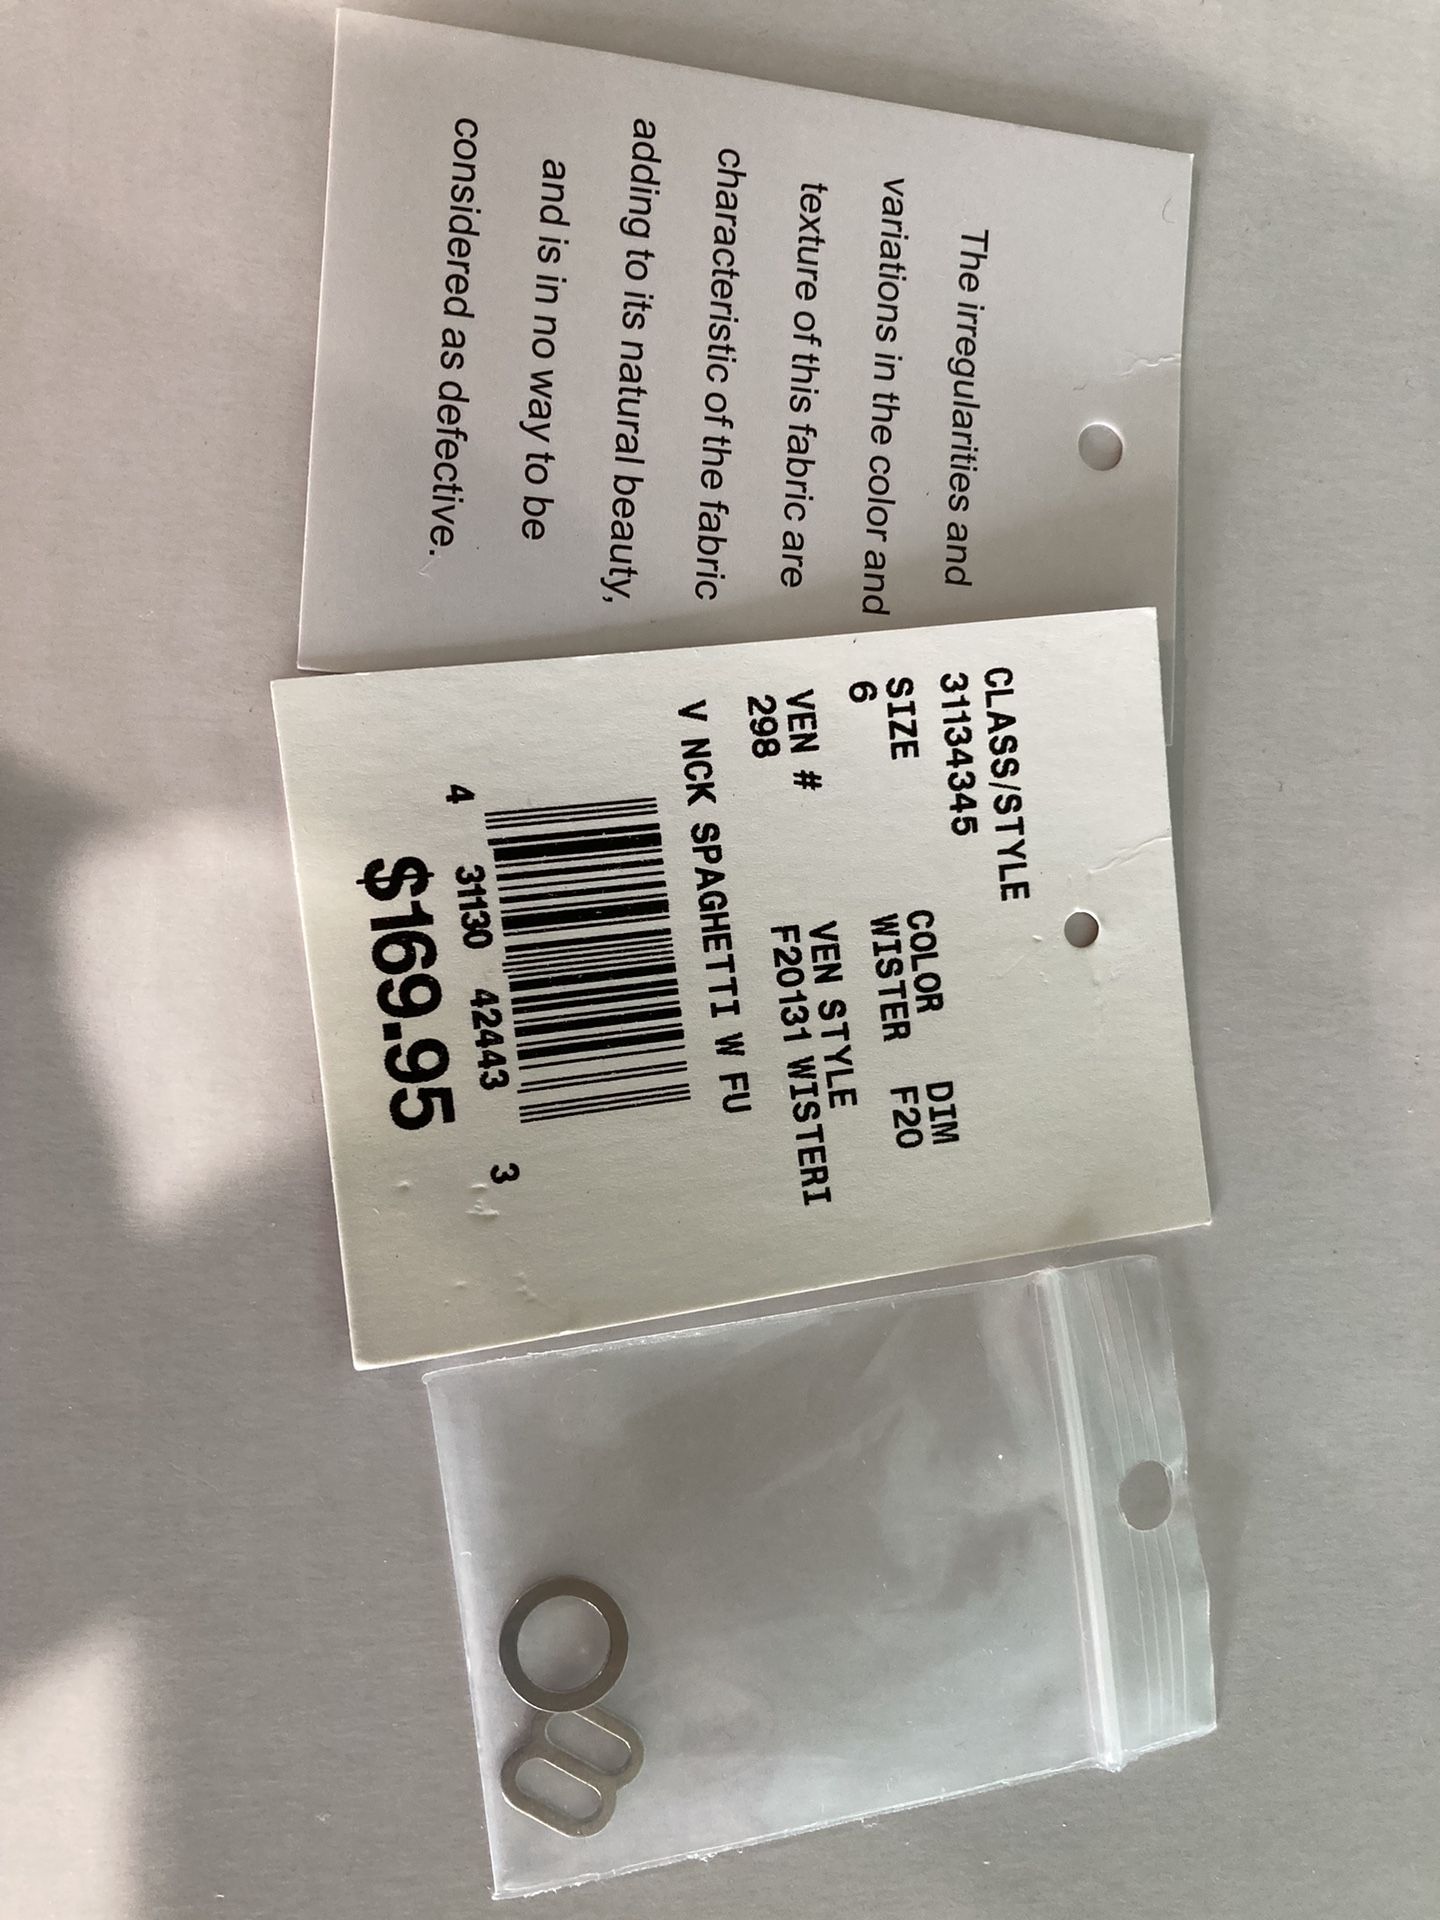 The irregularities and
variations in the color and
texture of this fabric are
characteristic of the fabric
adding to its natural beauty,
and is in no way to be
considered as defective.
CLASS/STYLE
31134345
COLOR DIM
SIZE WISTER F20
6
VEN # VEN STYLE
298 F20131 WISTERI
V NCK SPAGHETTI W FU
4 31130 42443 3
$169.95